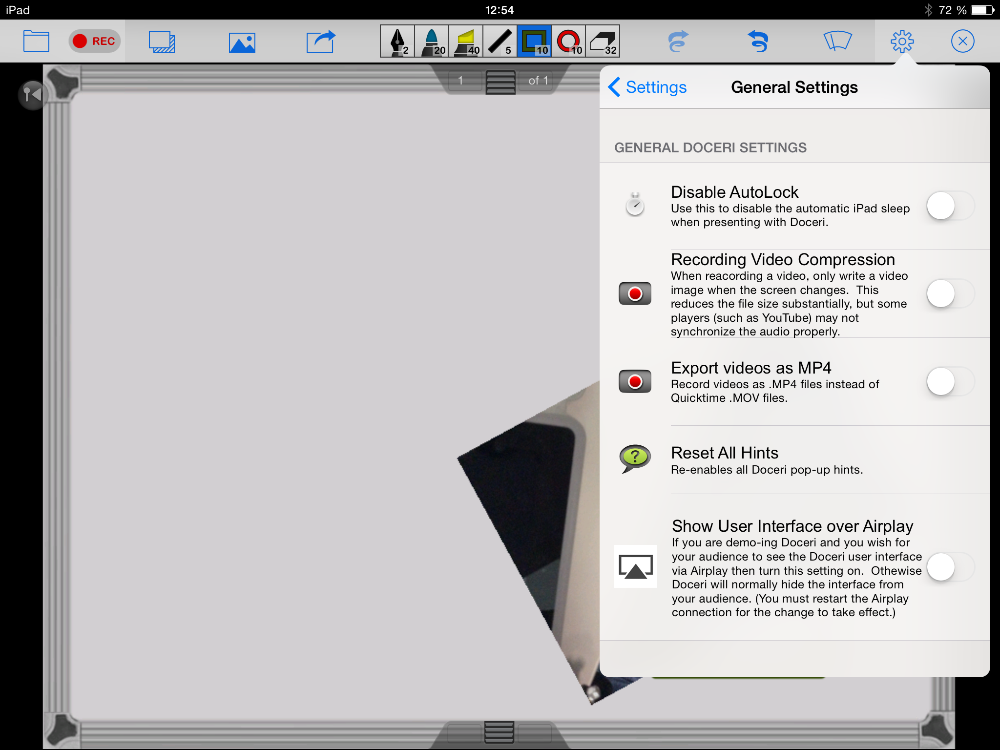 iPad
12:54
72 %
REC
2
20
40
5
10
10
32
1
of 1
Settings
General Settings
GENERAL DOCERI SETTINGS
Disable AutoLock
Use this to disable the automatic iPad sleep
when presenting with Doceri.
Recording Video Compression
When reacording a video, only write a video
image when the screen changes.  This
reduces the file size substantially, but some
players (such as YouTube) may not
synchronize the audio properly.
Export videos as MP4
Record videos as .MP4 files instead of
Quicktime .MOV files.
?
Reset All Hints
Re-enables all Doceri pop-up hints.
Show User Interface over Airplay
If you are demo-ing Doceri and you wish for
your audience to see the Doceri user interface
via Airplay then turn this setting on.  Othewise
Doceri will normally hide the interface from
your audience. (You must restart the Airplay
connection for the change to take effect.)